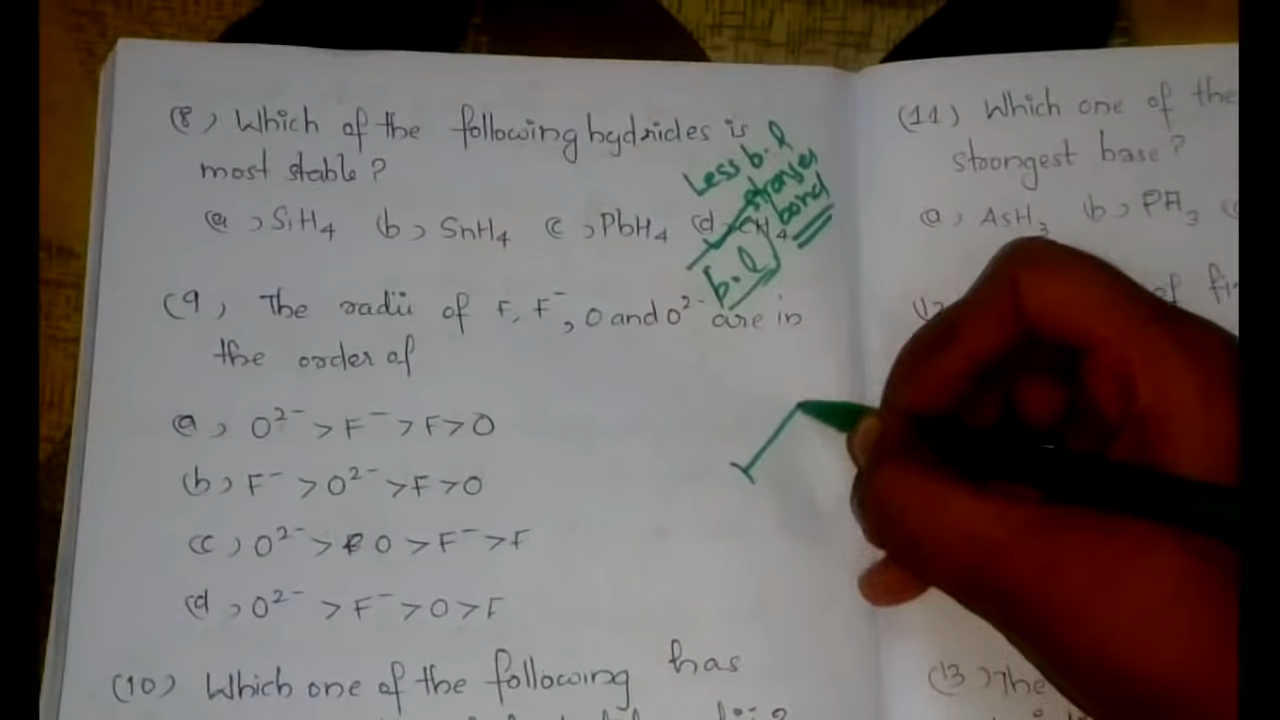 (8) Which of the following hydrides is
most stable?
(a) SiH4 (b) SnH4 (c) PbH4 (d) CH4
Less b.l
stronger
bond
b.l
(9) The radii of F, F⁻, O and O²⁻ are in
the order of
(a) O²⁻ > F⁻ > F > O
(b) F⁻ > O²⁻ > F > O
(c) O²⁻ > O > F⁻ > F
(d) O²⁻ > F⁻ > O > F
(10) Which one of the following has
(11) Which one of the
strongest base?
(a) AsH3 (b) PH3
of fi
(13) The